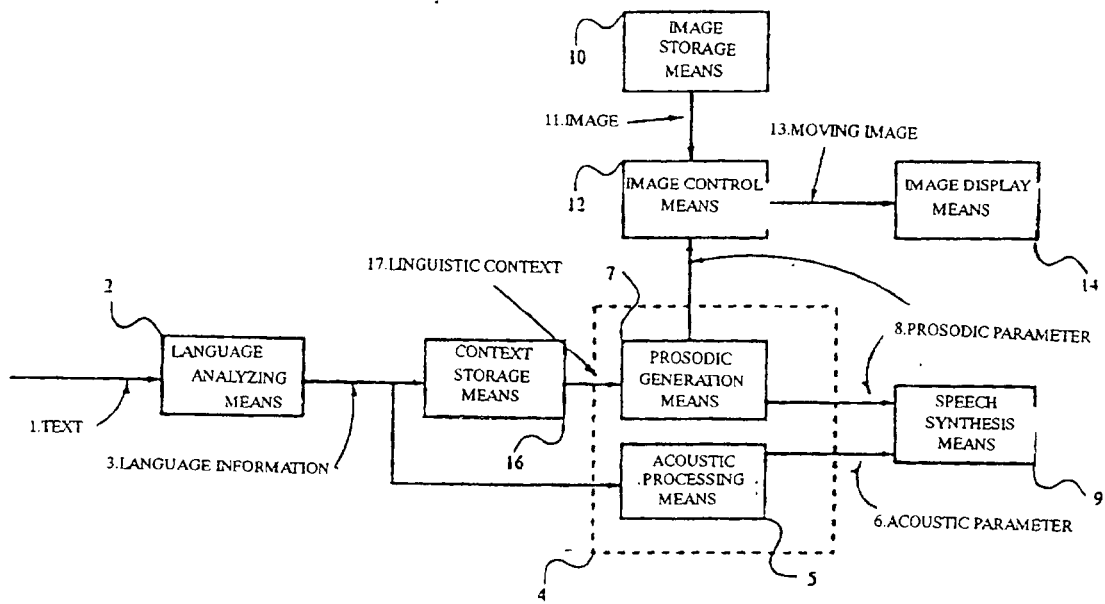 10
IMAGE
STORAGE
MEANS
11.IMAGE
13.MOVING IMAGE
12
IMAGE CONTROL
MEANS
IMAGE DISPLAY
MEANS
14
17.LINGUISTIC CONTEXT
7
2
8.PROSODIC PARAMETER
LANGUAGE
ANALYZING
MEANS
CONTEXT
STORAGE
MEANS
PROSODIC
GENERATION
MEANS
SPEECH
SYNTHESIS
MEANS
1.TEXT
3.LANGUAGE INFORMATION
16
ACOUSTIC
PROCESSING
MEANS
9
6.ACOUSTIC PARAMETER
4
5